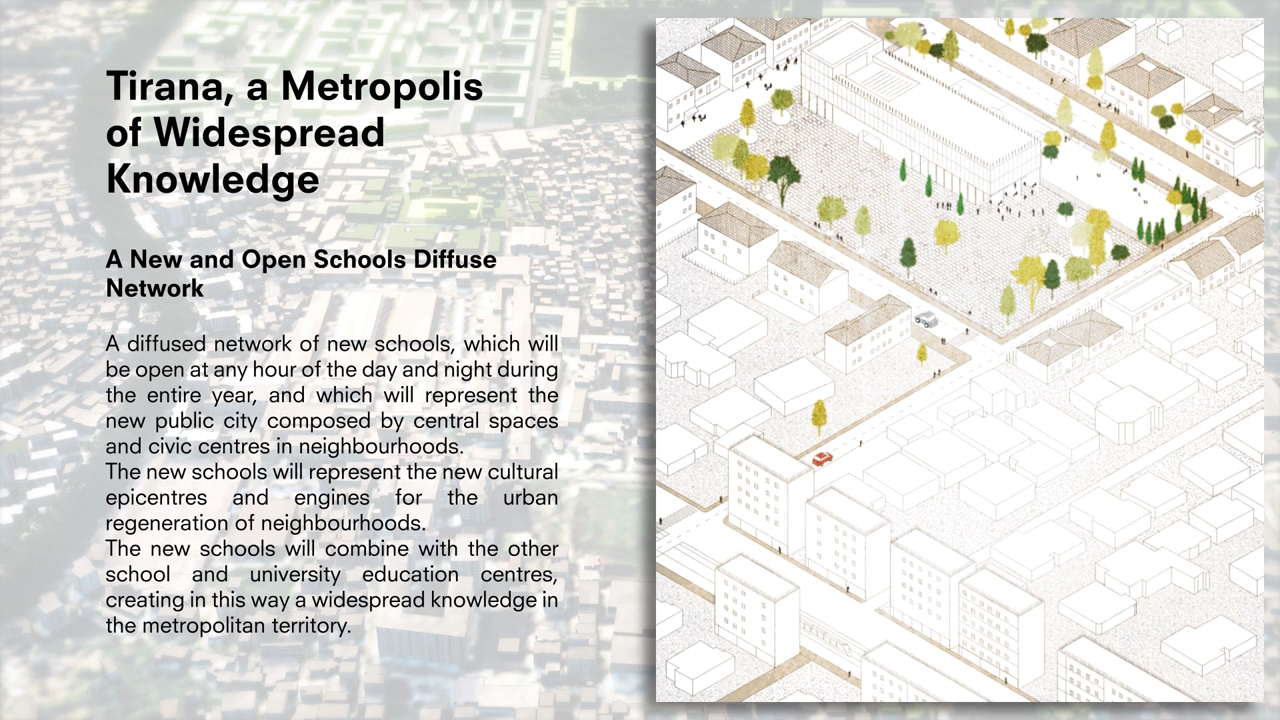 Tirana, a Metropolis
of Widespread
Knowledge
A New and Open Schools Diffuse
Network
A diffused network of new schools, which will
be open at any hour of the day and night during
the entire year, and which will represent the
new public city composed by central spaces
and civic centres in neighbourhoods.
The new schools will represent the new cultural
epicentres and engines for the urban
regeneration of neighbourhoods.
The new schools will combine with the other
school and university education centres,
creating in this way a widespread knowledge in
the metropolitan territory.